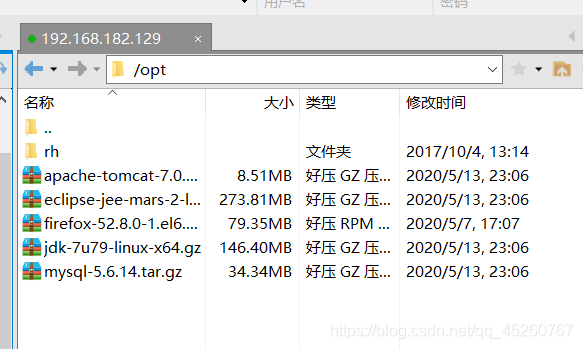 用户名 密码
192.168.182.129 ×
/opt
名称 大小 类型 修改时间
..
rh 文件夹 2017/10/4, 13:14
apache-tomcat-7.0.... 8.51MB 好压 GZ 压... 2020/5/13, 23:06
eclipse-jee-mars-2-l... 273.81MB 好压 GZ 压... 2020/5/13, 23:06
firefox-52.8.0-1.el6.... 79.35MB 好压 RPM ... 2020/5/7, 17:07
jdk-7u79-linux-x64.gz 146.40MB 好压 GZ 压... 2020/5/13, 23:06
mysql-5.6.14.tar.gz 34.34MB 好压 GZ 压... 2020/5/13, 23:06
https://blog.csdn.net/qq_45260767